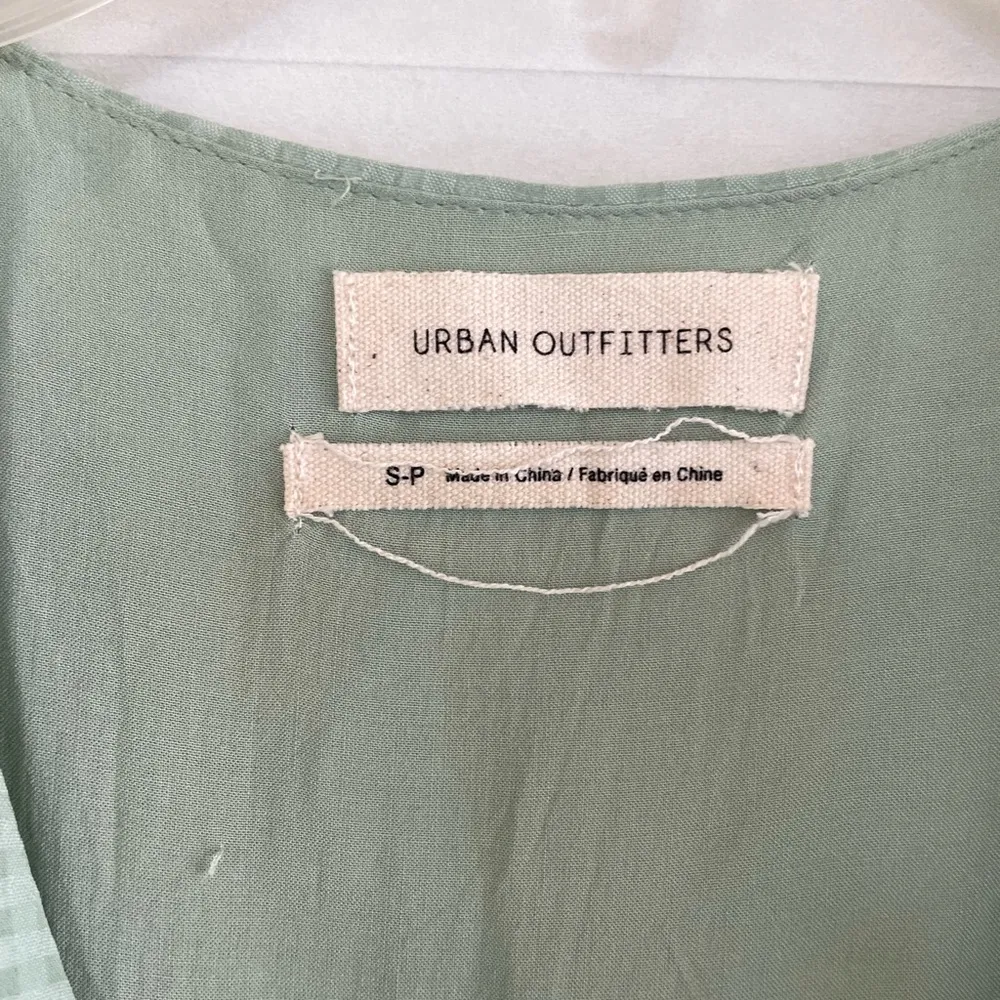 URBAN OUTFITTERS
S-P Made in China / Fabriqué en Chine